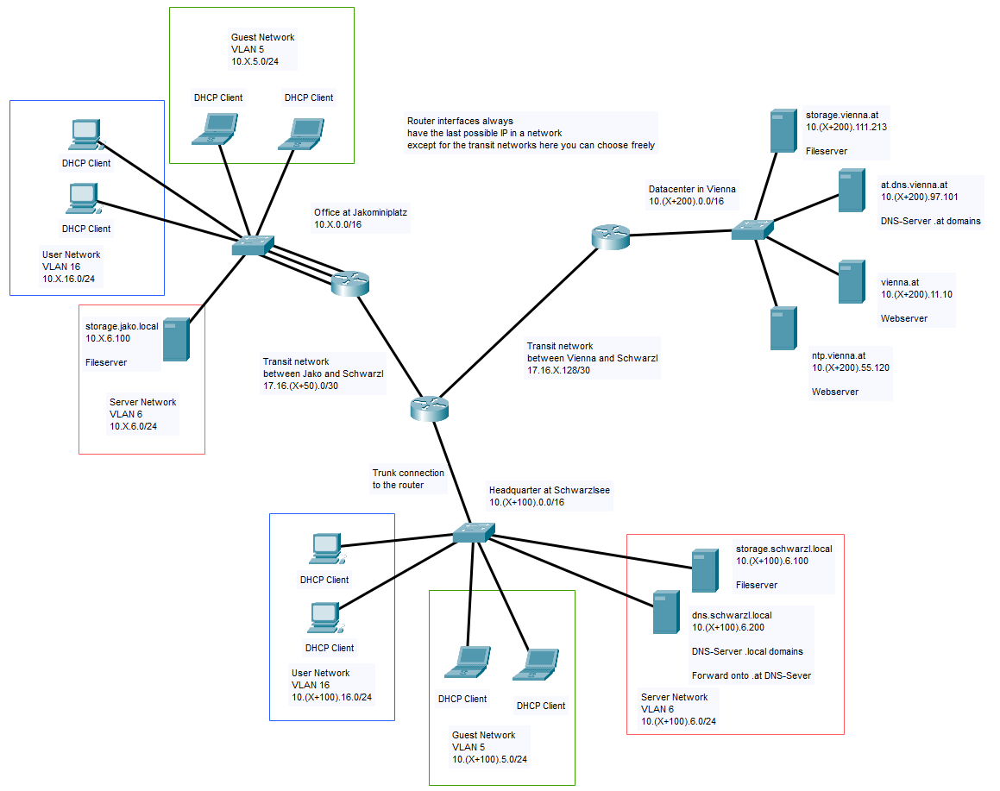 Guest Network
VLAN 5
10.X.5.0/24
DHCP Client
DHCP Client
DHCP Client
DHCP Client
User Network
VLAN 16
10.X.16.0/24
Office at Jakominiplatz
10.X.0.0/16
storage.jako.local
10.X.6.100
Fileserver
Server Network
VLAN 6
10.X.6.0/24
Router interfaces always
have the last possible IP in a network
except for the transit networks here you can choose freely
Transit network
between Jako and Schwarzl
17.16.(X+50).0/30
Transit network
between Vienna and Schwarzl
17.16.X.128/30
Datacenter in Vienna
10.(X+200).0.0/16
storage.vienna.at
10.(X+200).111.213
Fileserver
at.dns.vienna.at
10.(X+200).97.101
DNS-Server .at domains
vienna.at
10.(X+200).11.10
Webserver
ntp.vienna.at
10.(X+200).55.120
Webserver
Trunk connection
to the router
Headquarter at Schwarzlsee
10.(X+100).0.0/16
DHCP Client
DHCP Client
User Network
VLAN 16
10.(X+100).16.0/24
DHCP Client
DHCP Client
Guest Network
VLAN 5
10.(X+100).5.0/24
storage.schwarzl.local
10.(X+100).6.100
Fileserver
dns.schwarzl.local
10.(X+100).6.200
DNS-Server .local domains
Forward onto .at DNS-Sever
Server Network
VLAN 6
10.(X+100).6.0/24